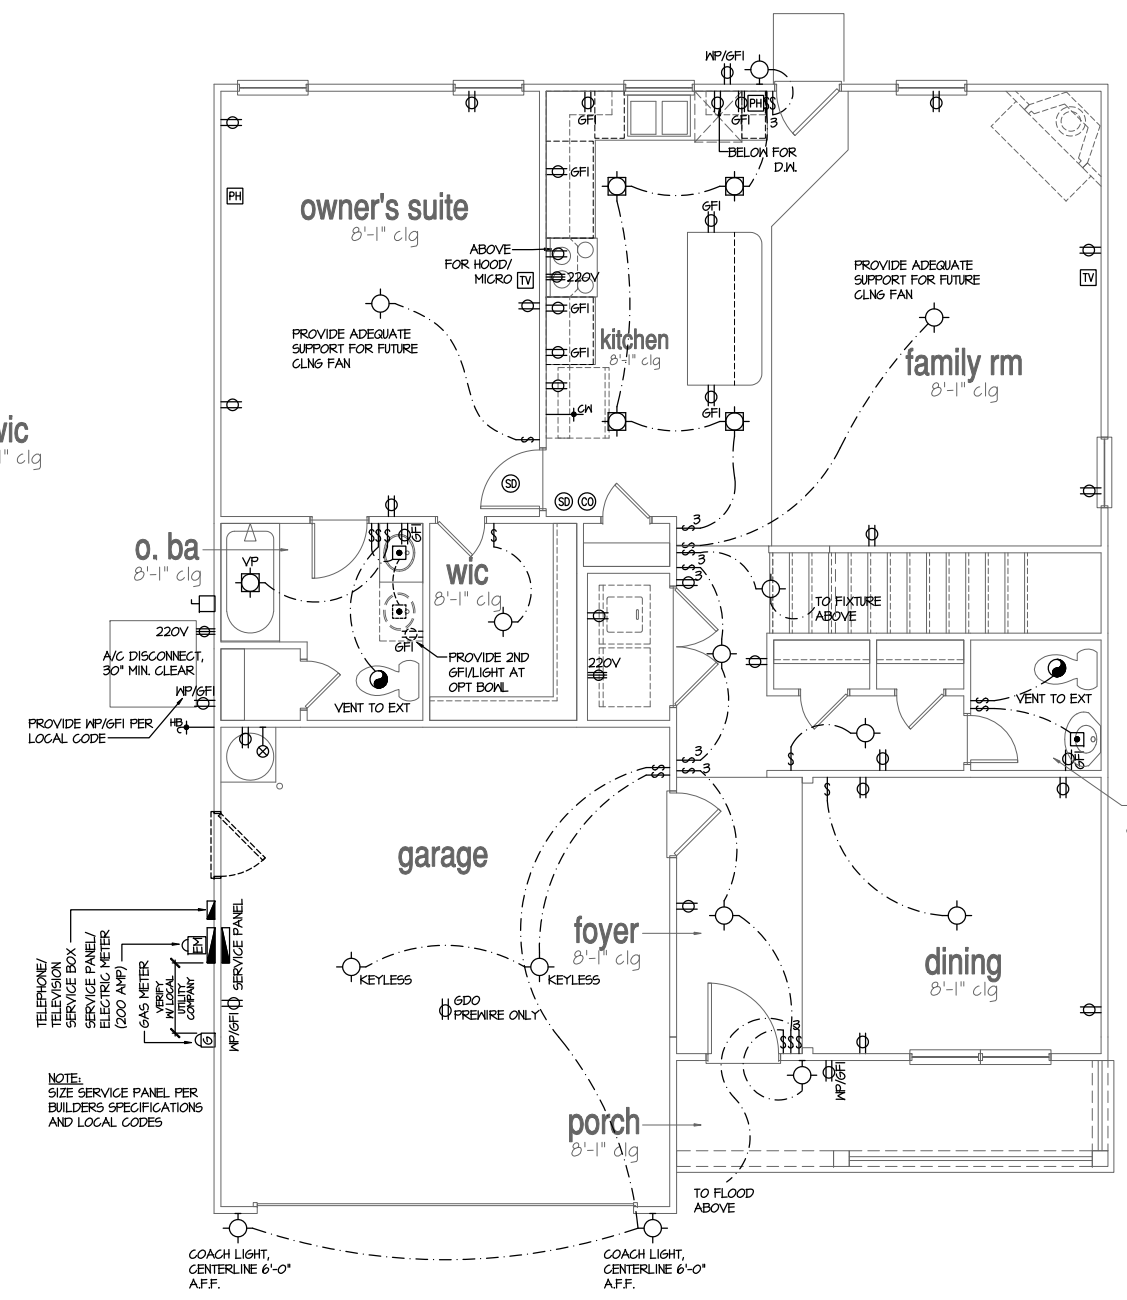 WP/GFI
GFI
GFI
PH
3
BELOW FOR
D.W.
GFI
PH
owner's suite
8'-1" clg
GFI
ABOVE
FOR HOOD/
MICRO
TV
220V
PROVIDE ADEQUATE
SUPPORT FOR FUTURE
CLNG FAN
TV
GFI
PROVIDE ADEQUATE
SUPPORT FOR FUTURE
CLNG FAN
kitchen
8'-1" clg
GFI
family rm
8'-1" clg
GFI
CW
wic
1" clg
SD
SD
CO
3
GFI
o. ba
8'-1" clg
VP
wic
8'-1" clg
3
3
TO FIXTURE
ABOVE
220V
A/C DISCONNECT,
30" MIN. CLEAR
GFI
PROVIDE 2ND
GFI/LIGHT AT
OPT BOWL
220V
WP/GFI
VENT TO EXT
VENT TO EXT
PROVIDE WP/GFI PER
LOCAL CODE
HB
C
GFI
3
3
garage
foyer
8'-1" clg
dining
8'-1" clg
KEYLESS
KEYLESS
GDO
PREWIRE ONLY
TELEPHONE/
TELEVISION
SERVICE BOX
SERVICE PANEL/
ELECTRIC METER
(200 AMP)
GAS METER
VERIFY
W/ LOCAL
UTILITY
COMPANY
EM
G
SERVICE PANEL
WP/GFI
3
WP/GFI
NOTE:
SIZE SERVICE PANEL PER
BUILDERS SPECIFICATIONS
AND LOCAL CODES
porch
8'-1" clg
TO FLOOD
ABOVE
COACH LIGHT,
CENTERLINE 6'-0"
A.F.F.
COACH LIGHT,
CENTERLINE 6'-0"
A.F.F.